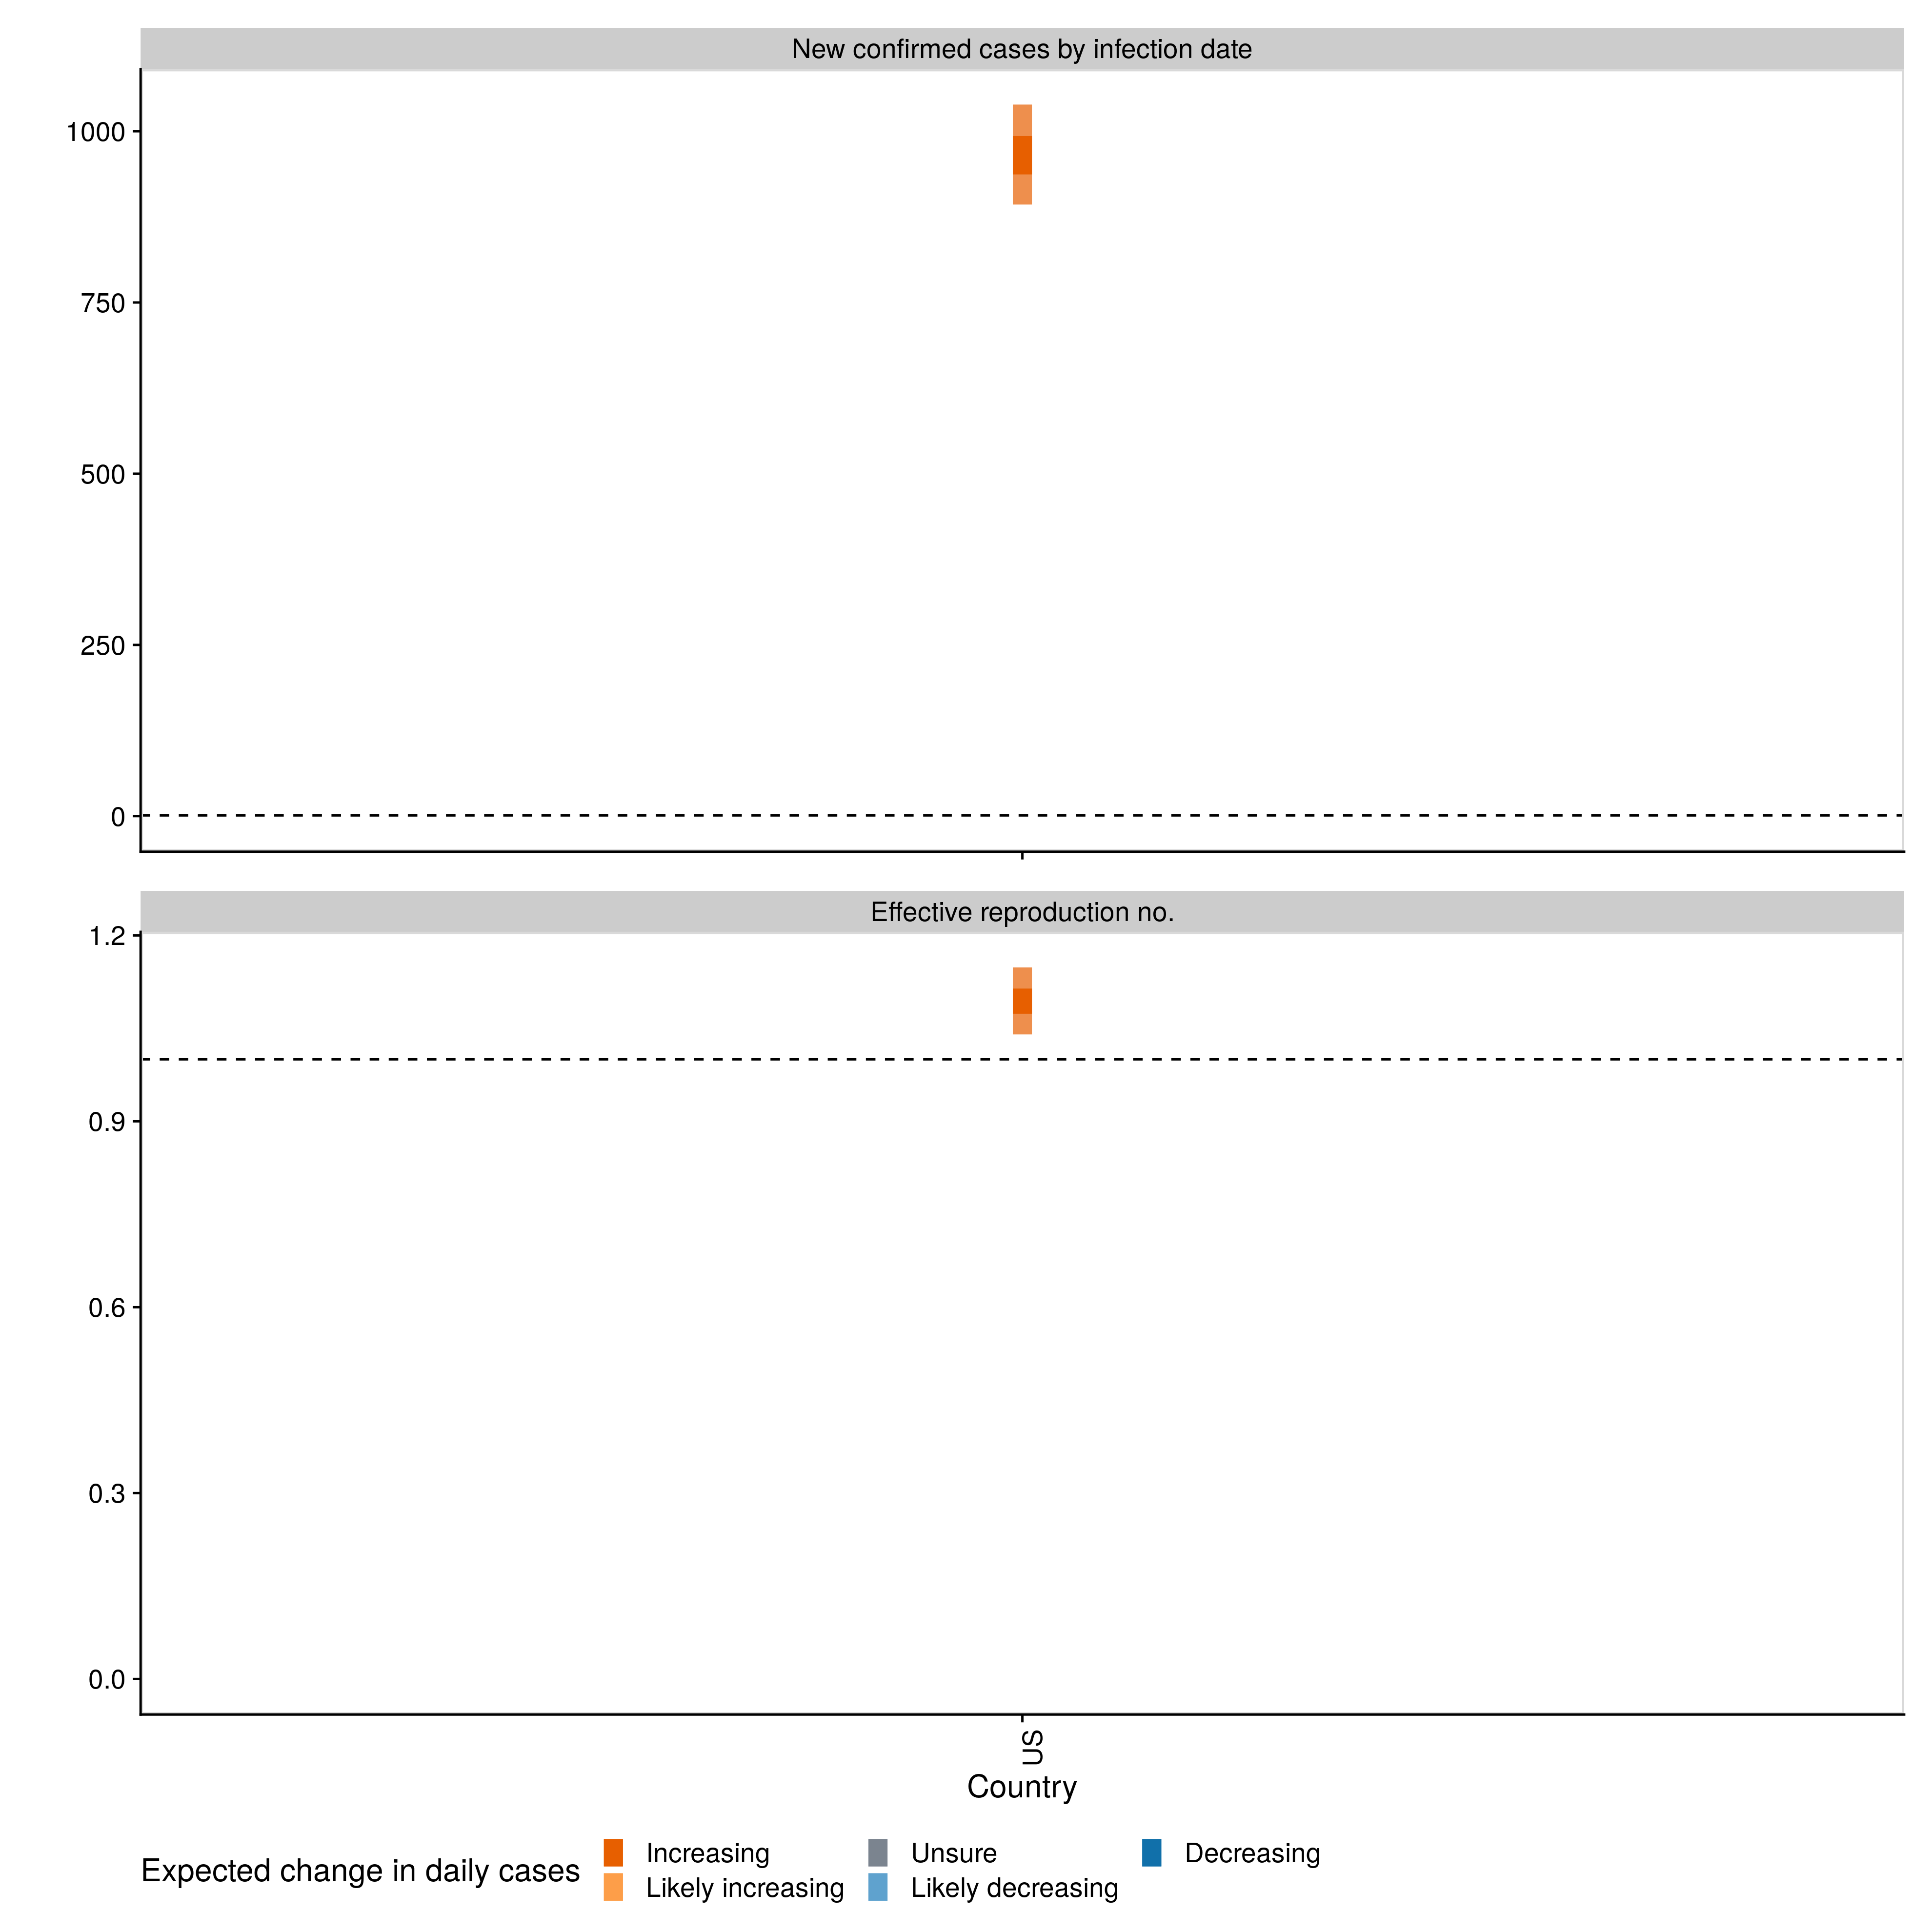 New confirmed cases by infection date
1000
750
500
250
0
Effective reproduction no.
1.2
0.9
0.6
0.3
0.0
US
Country
Expected change in daily cases
Increasing
Likely increasing
Unsure
Likely decreasing
Decreasing